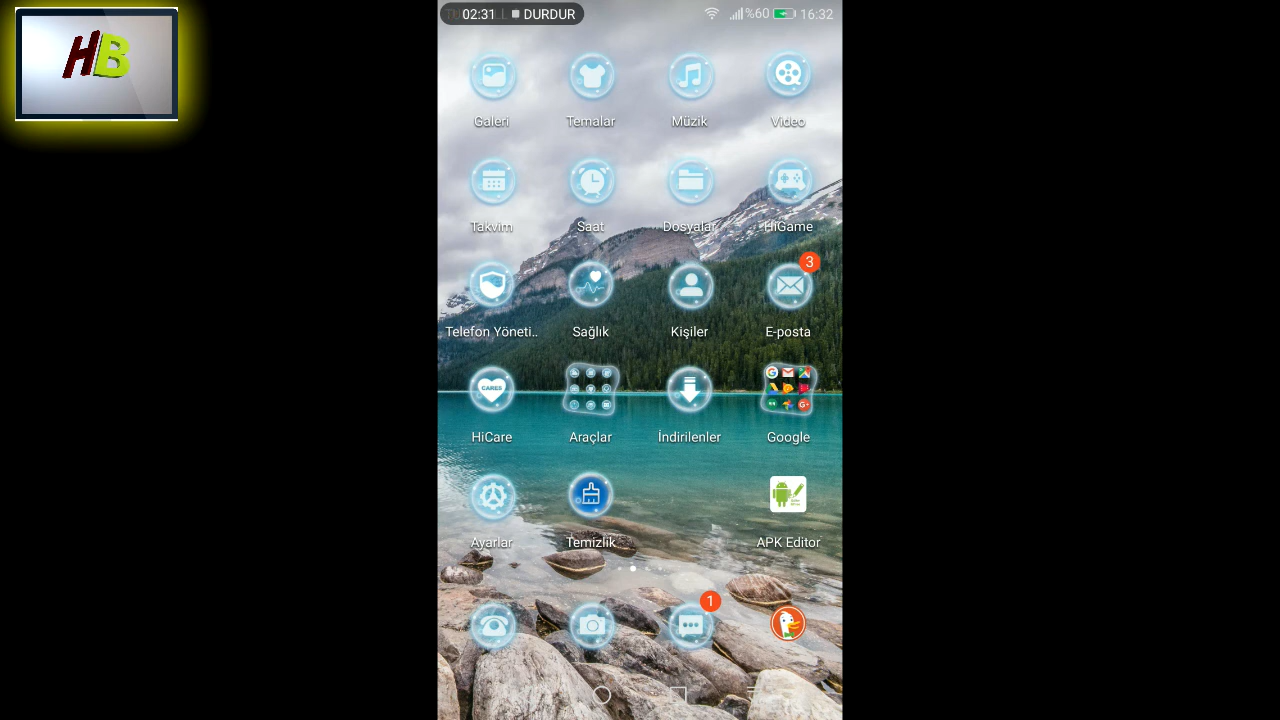 HB
02:31 DURDUR %60 16:32
Galeri Temalar Müzik Video
Takvim Saat Dosyalar HiGame
3
Telefon Yöneti.. Sağlık Kişiler E-posta
CARES
HiCare Araçlar İndirilenler Google
Ayarlar Temizlik APK Editor
1